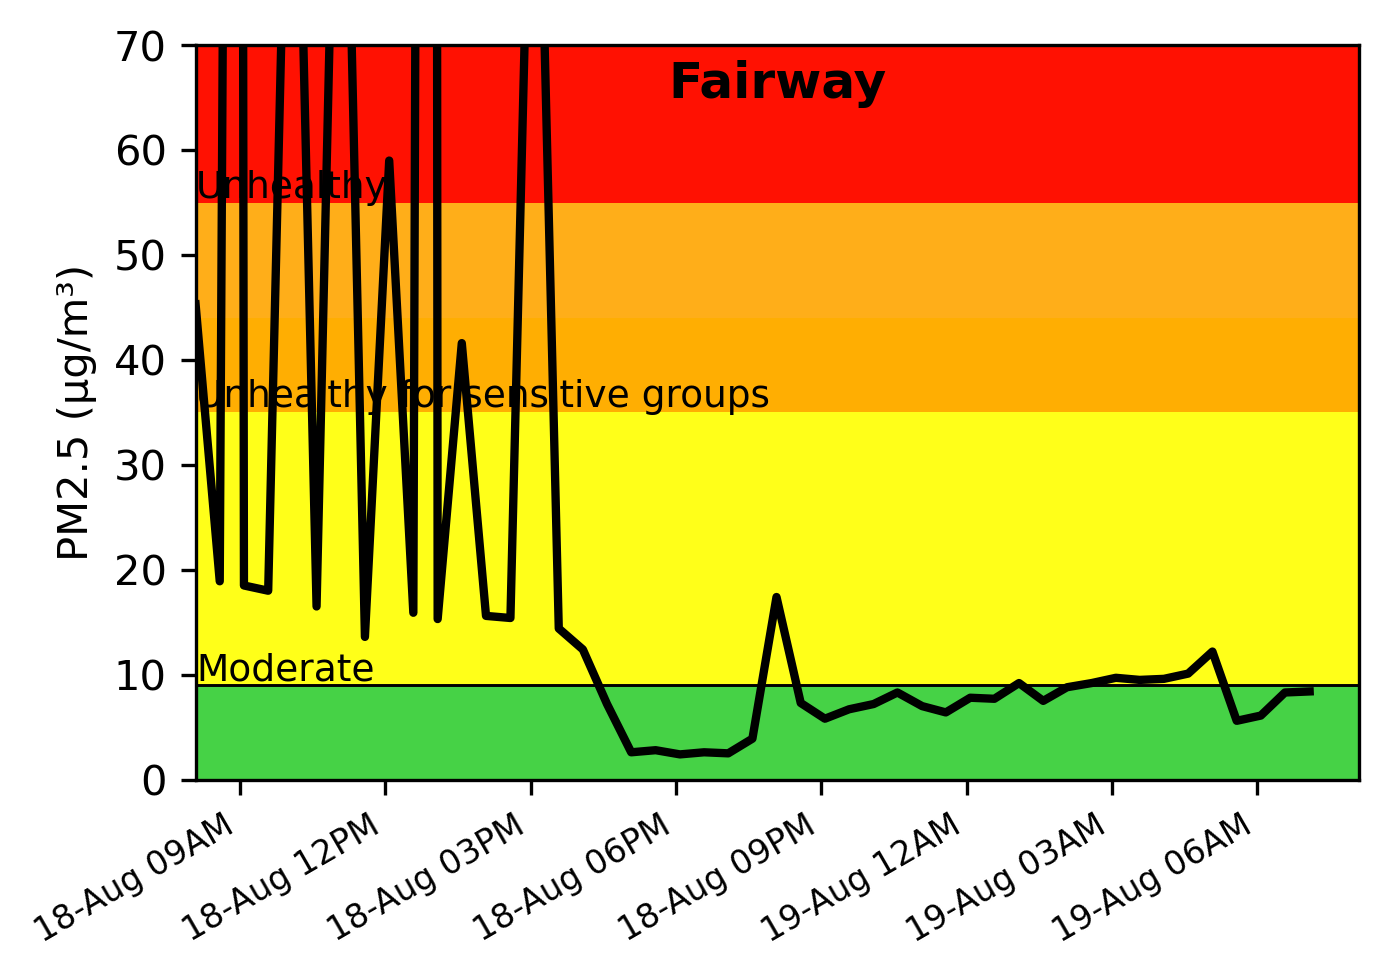 Fairway
PM2.5 (µg/m³)
70
60
50
40
30
20
10
0
Unhealthy
Unhealthy for sensitive groups
Moderate
18-Aug 09AM
18-Aug 12PM
18-Aug 03PM
18-Aug 06PM
18-Aug 09PM
19-Aug 12AM
19-Aug 03AM
19-Aug 06AM